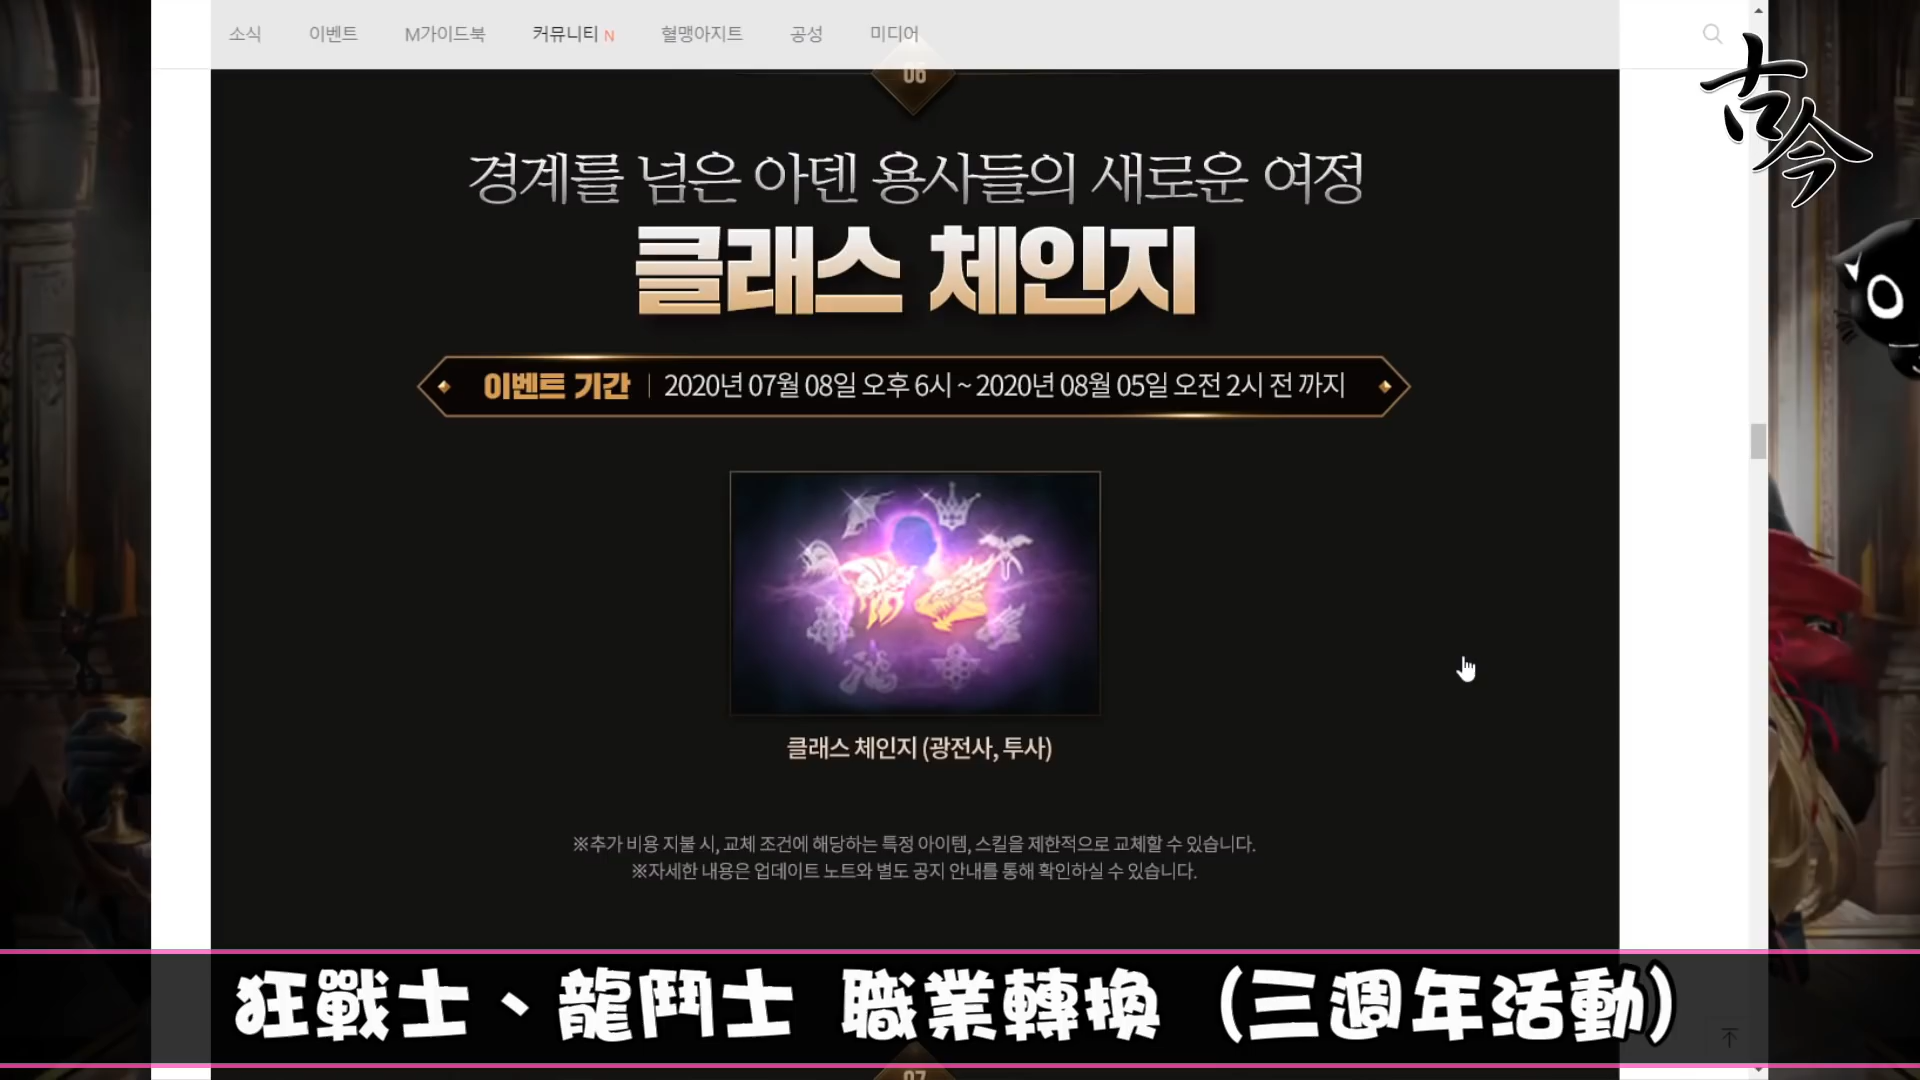 소식 이벤트 M가이드북 커뮤니티 N 혈맹아지트 공성 미디어
古今
06
경계를 넘은 아덴 용사들의 새로운 여정
클래스 체인지
이벤트 기간 | 2020년 07월 08일 오후 6시 ~ 2020년 08월 05일 오전 2시 전 까지
클래스 체인지 (광전사, 투사)
※추가 비용 지불 시, 교체 조건에 해당하는 특정 아이템, 스킬을 제한적으로 교체할 수 있습니다.
※자세한 내용은 업데이트 노트와 별도 공지 안내를 통해 확인하실 수 있습니다.
狂戰士、龍鬥士 職業轉換 (三週年活動)
07